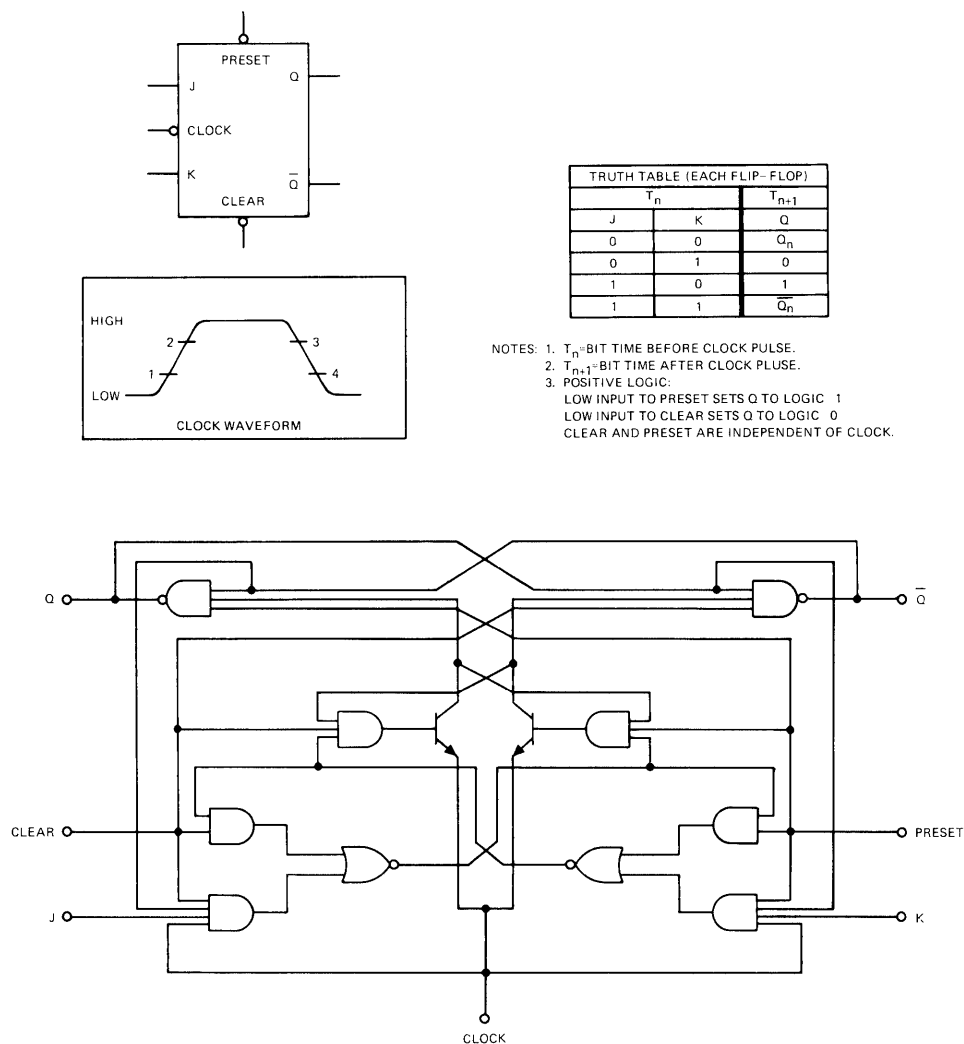 PRESET
J
Q
CLOCK
K
Q̅
CLEAR
HIGH
2
3
1
4
LOW
CLOCK WAVEFORM
TRUTH TABLE (EACH FLIP-FLOP)
Tn Tn+1
J K Q
0 0 Q̅n
0 1 0
1 0 1
1 1 Q̅n
NOTES: 1. Tn=BIT TIME BEFORE CLOCK PULSE.
2. Tn+1=BIT TIME AFTER CLOCK PLUSE.
3. POSITIVE LOGIC:
LOW INPUT TO PRESET SETS Q TO LOGIC 1
LOW INPUT TO CLEAR SETS Q TO LOGIC 0
CLEAR AND PRESET ARE INDEPENDENT OF CLOCK.
Q
Q̅
CLEAR
PRESET
J
K
CLOCK